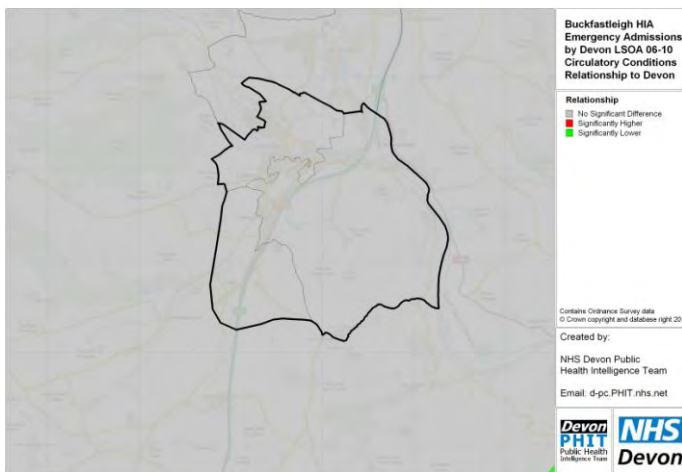 Buckfastleigh HIA
Emergency Admissions
by Devon LSOA 06-10
Circulatory Conditions
Relationship to Devon
Relationship
No Significant Difference
Significantly Higher
Significantly Lower
Contains Ordnance Survey data
© Crown copyright and database right 20
Created by:
NHS Devon Public
Health Intelligence Team
Email: d-pc.PHIT.nhs.net
Devon
PHIT
Public Health
Intelligence Team
NHS
Devon